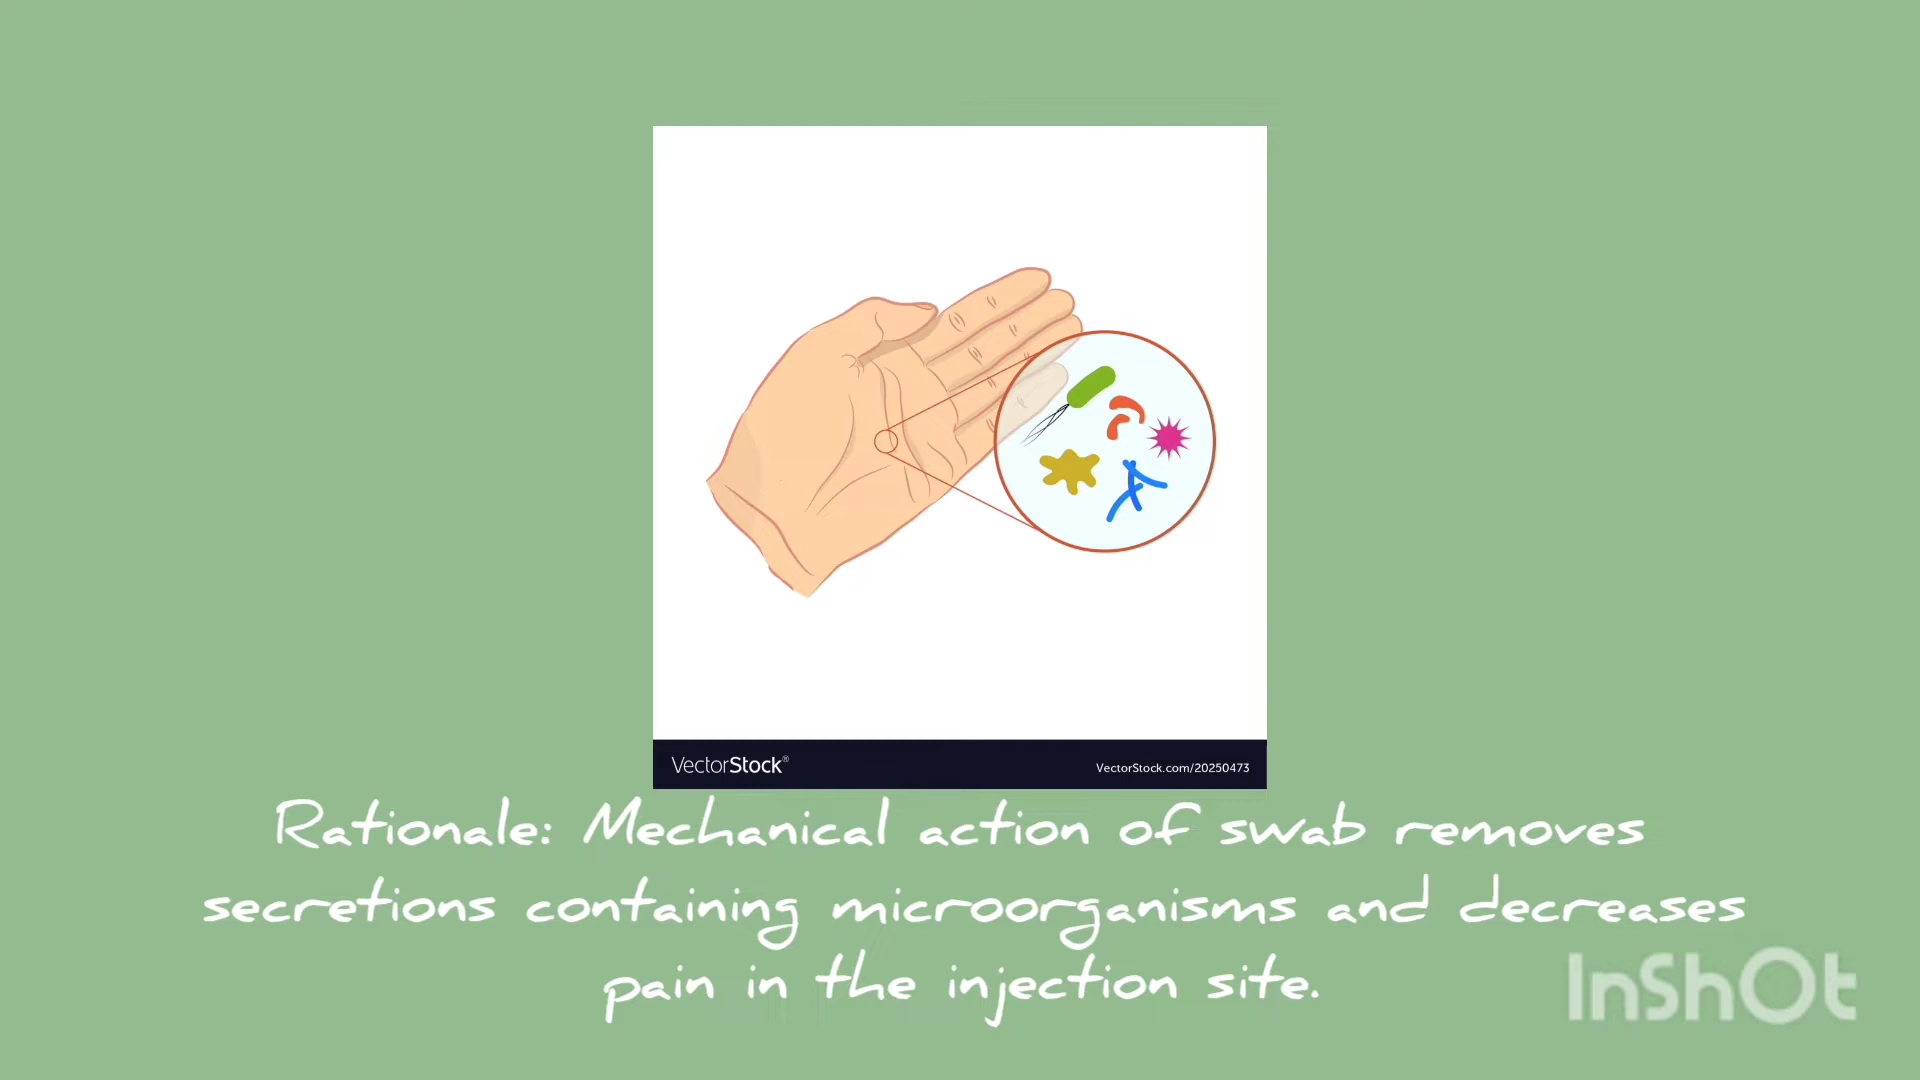 VectorStock®
VectorStock.com/20250473
Rationale: Mechanical action of swab removes
secretions containing microorganisms and decreases
pain in the injection site.
InShOt